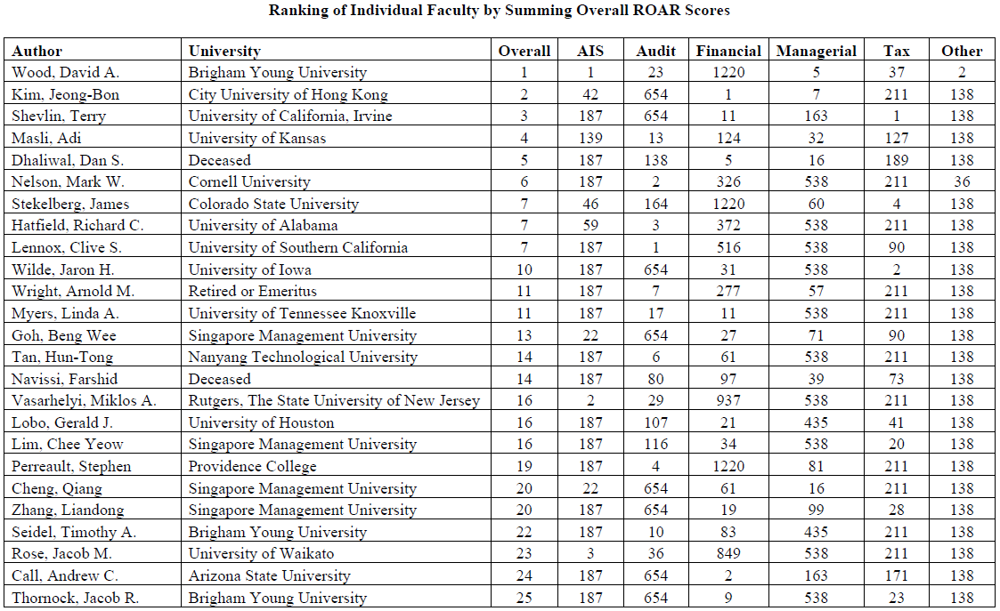 Ranking of Individual Faculty by Summing Overall ROAR Scores
Author University Overall AIS Audit Financial Managerial Tax Other
Wood, David A. Brigham Young University 1 1 23 1220 5 37 2
Kim, Jeong-Bon City University of Hong Kong 2 42 654 1 7 211 138
Shevlin, Terry University of California, Irvine 3 187 654 11 163 1 138
Masli, Adi University of Kansas 4 139 13 124 32 127 138
Dhaliwal, Dan S. Deceased 5 187 138 5 16 189 138
Nelson, Mark W. Cornell University 6 187 2 326 538 211 36
Stekelberg, James Colorado State University 7 46 164 1220 60 4 138
Hatfield, Richard C. University of Alabama 7 59 3 372 538 211 138
Lennox, Clive S. University of Southern California 7 187 1 516 538 90 138
Wilde, Jaron H. University of Iowa 10 187 654 31 538 2 138
Wright, Arnold M. Retired or Emeritus 11 187 7 277 57 211 138
Myers, Linda A. University of Tennessee Knoxville 11 187 17 11 538 211 138
Goh, Beng Wee Singapore Management University 13 22 654 27 71 90 138
Tan, Hun-Tong Nanyang Technological University 14 187 6 61 538 211 138
Navissi, Farshid Deceased 14 187 80 97 39 73 138
Vasarhelyi, Miklos A. Rutgers, The State University of New Jersey 16 2 29 937 538 211 138
Lobo, Gerald J. University of Houston 16 187 107 21 435 41 138
Lim, Chee Yeow Singapore Management University 16 187 116 34 538 20 138
Perreault, Stephen Providence College 19 187 4 1220 81 211 138
Cheng, Qiang Singapore Management University 20 22 654 61 16 211 138
Zhang, Liandong Singapore Management University 20 187 654 19 99 28 138
Seidel, Timothy A. Brigham Young University 22 187 10 83 435 211 138
Rose, Jacob M. University of Waikato 23 3 36 849 538 211 138
Call, Andrew C. Arizona State University 24 187 654 2 163 171 138
Thornock, Jacob R. Brigham Young University 25 187 654 9 538 23 138